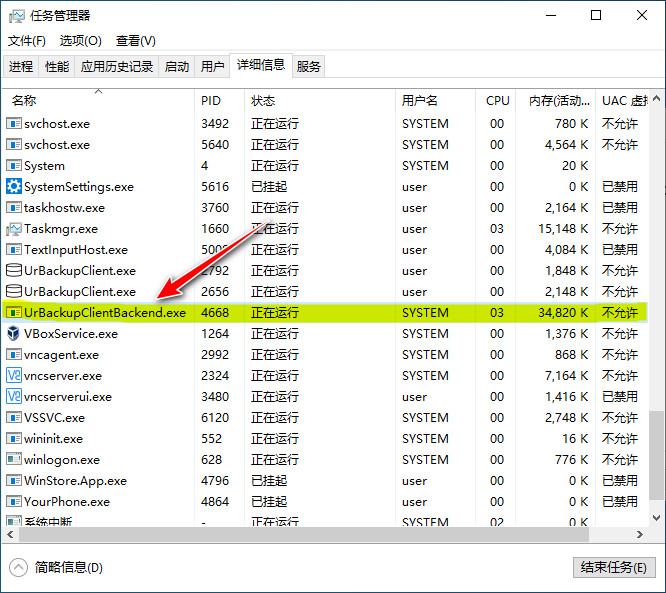 任务管理器
文件(F) 选项(O) 查看(V)
进程 性能 应用历史记录 启动 用户 详细信息 服务
名称 PID 状态 用户名 CPU 内存(活动... UAC 虚拟
svchost.exe 3492 正在运行 SYSTEM 00 780 K 不允许
svchost.exe 5640 正在运行 SYSTEM 00 4,564 K 不允许
System 4 正在运行 SYSTEM 00 20 K
SystemSettings.exe 5616 已挂起 user 00 0 K 已禁用
taskhostw.exe 3760 正在运行 user 00 2,164 K 已禁用
Taskmgr.exe 1660 正在运行 user 03 15,148 K 不允许
TextInputHost.exe 正在运行 user 00 4,084 K 已禁用
UrBackupClient.exe 2792 正在运行 user 00 1,848 K 不允许
UrBackupClient.exe 2656 正在运行 user 00 2,148 K 不允许
UrBackupClientBackend.exe 4668 正在运行 SYSTEM 03 34,820 K 不允许
VBoxService.exe 1264 正在运行 SYSTEM 00 1,376 K 不允许
vncagent.exe 2992 正在运行 SYSTEM 00 868 K 不允许
vncserver.exe 2324 正在运行 SYSTEM 00 7,164 K 不允许
vncserverui.exe 3480 正在运行 user 00 1,416 K 已禁用
VSSVC.exe 6120 正在运行 SYSTEM 00 2,748 K 不允许
wininit.exe 552 正在运行 SYSTEM 00 16 K 不允许
winlogon.exe 628 正在运行 SYSTEM 00 776 K 不允许
WinStore.App.exe 4796 已挂起 user 00 0 K 已禁用
YourPhone.exe 4864 已挂起 user 00 0 K 已禁用
系统中断 - 正在运行 SYSTEM 02 0 K
简略信息(D) 结束任务(E)